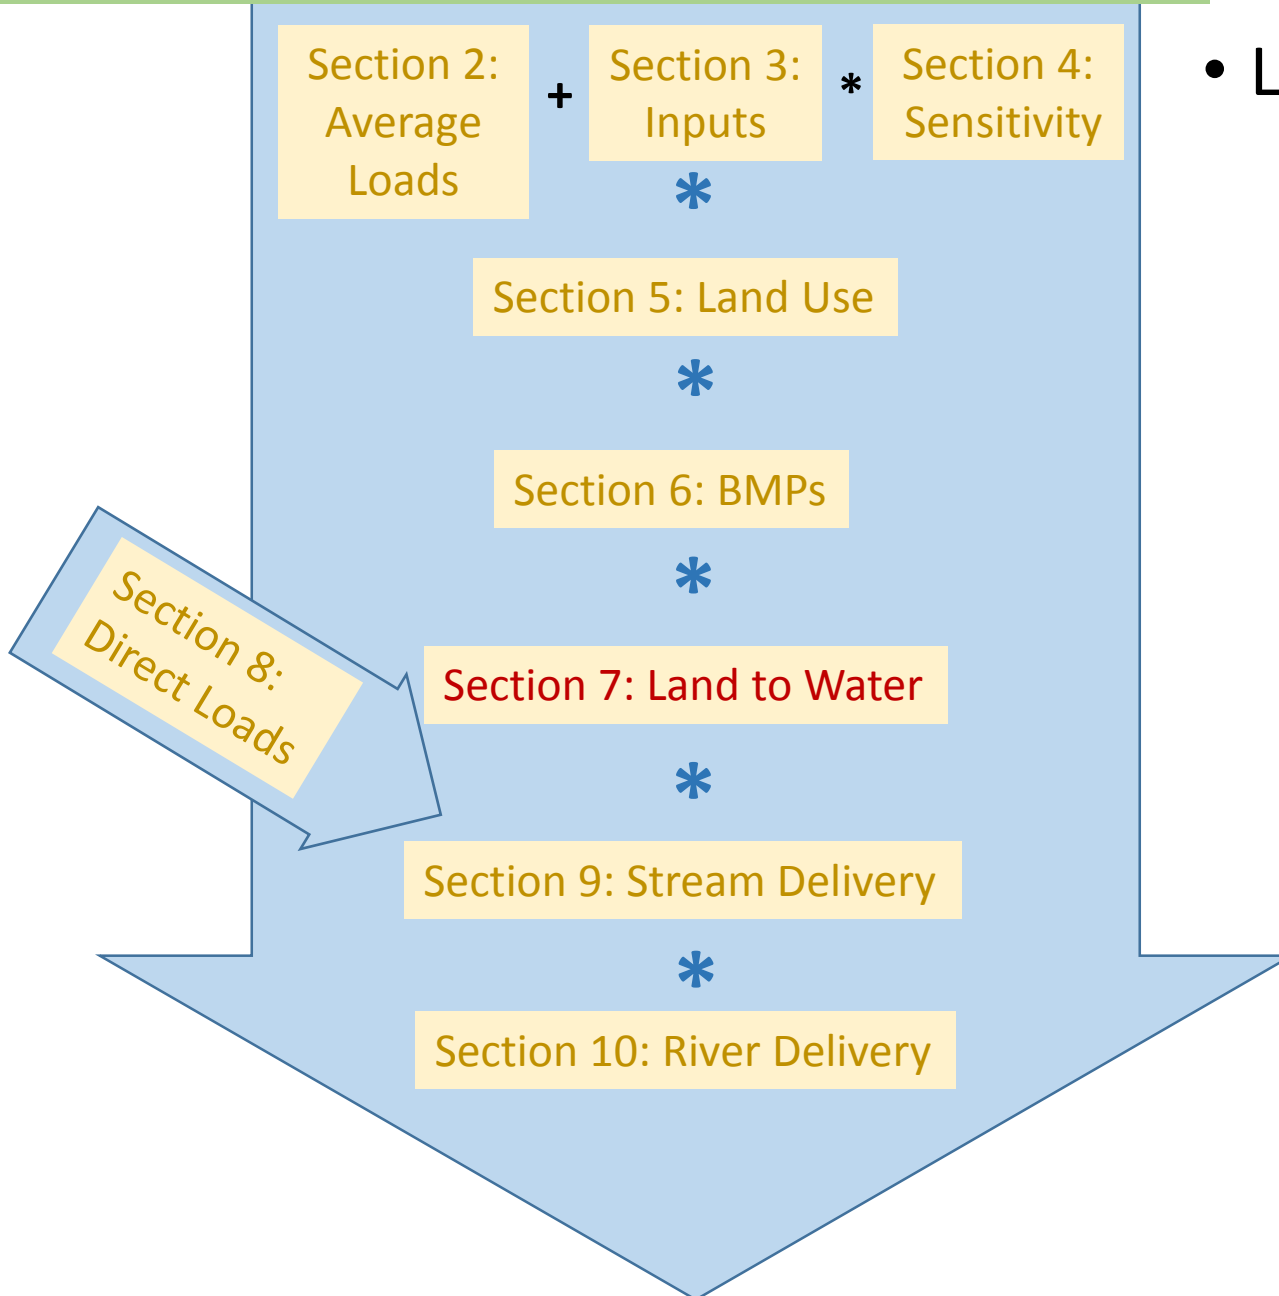 Section 2:
Average
Loads
+
Section 3:
Inputs
*
Section 4:
Sensitivity
• L
*
Section 5: Land Use
*
Section 6: BMPs
*
Section 8:
Direct Loads
Section 7: Land to Water
*
Section 9: Stream Delivery
*
Section 10: River Delivery